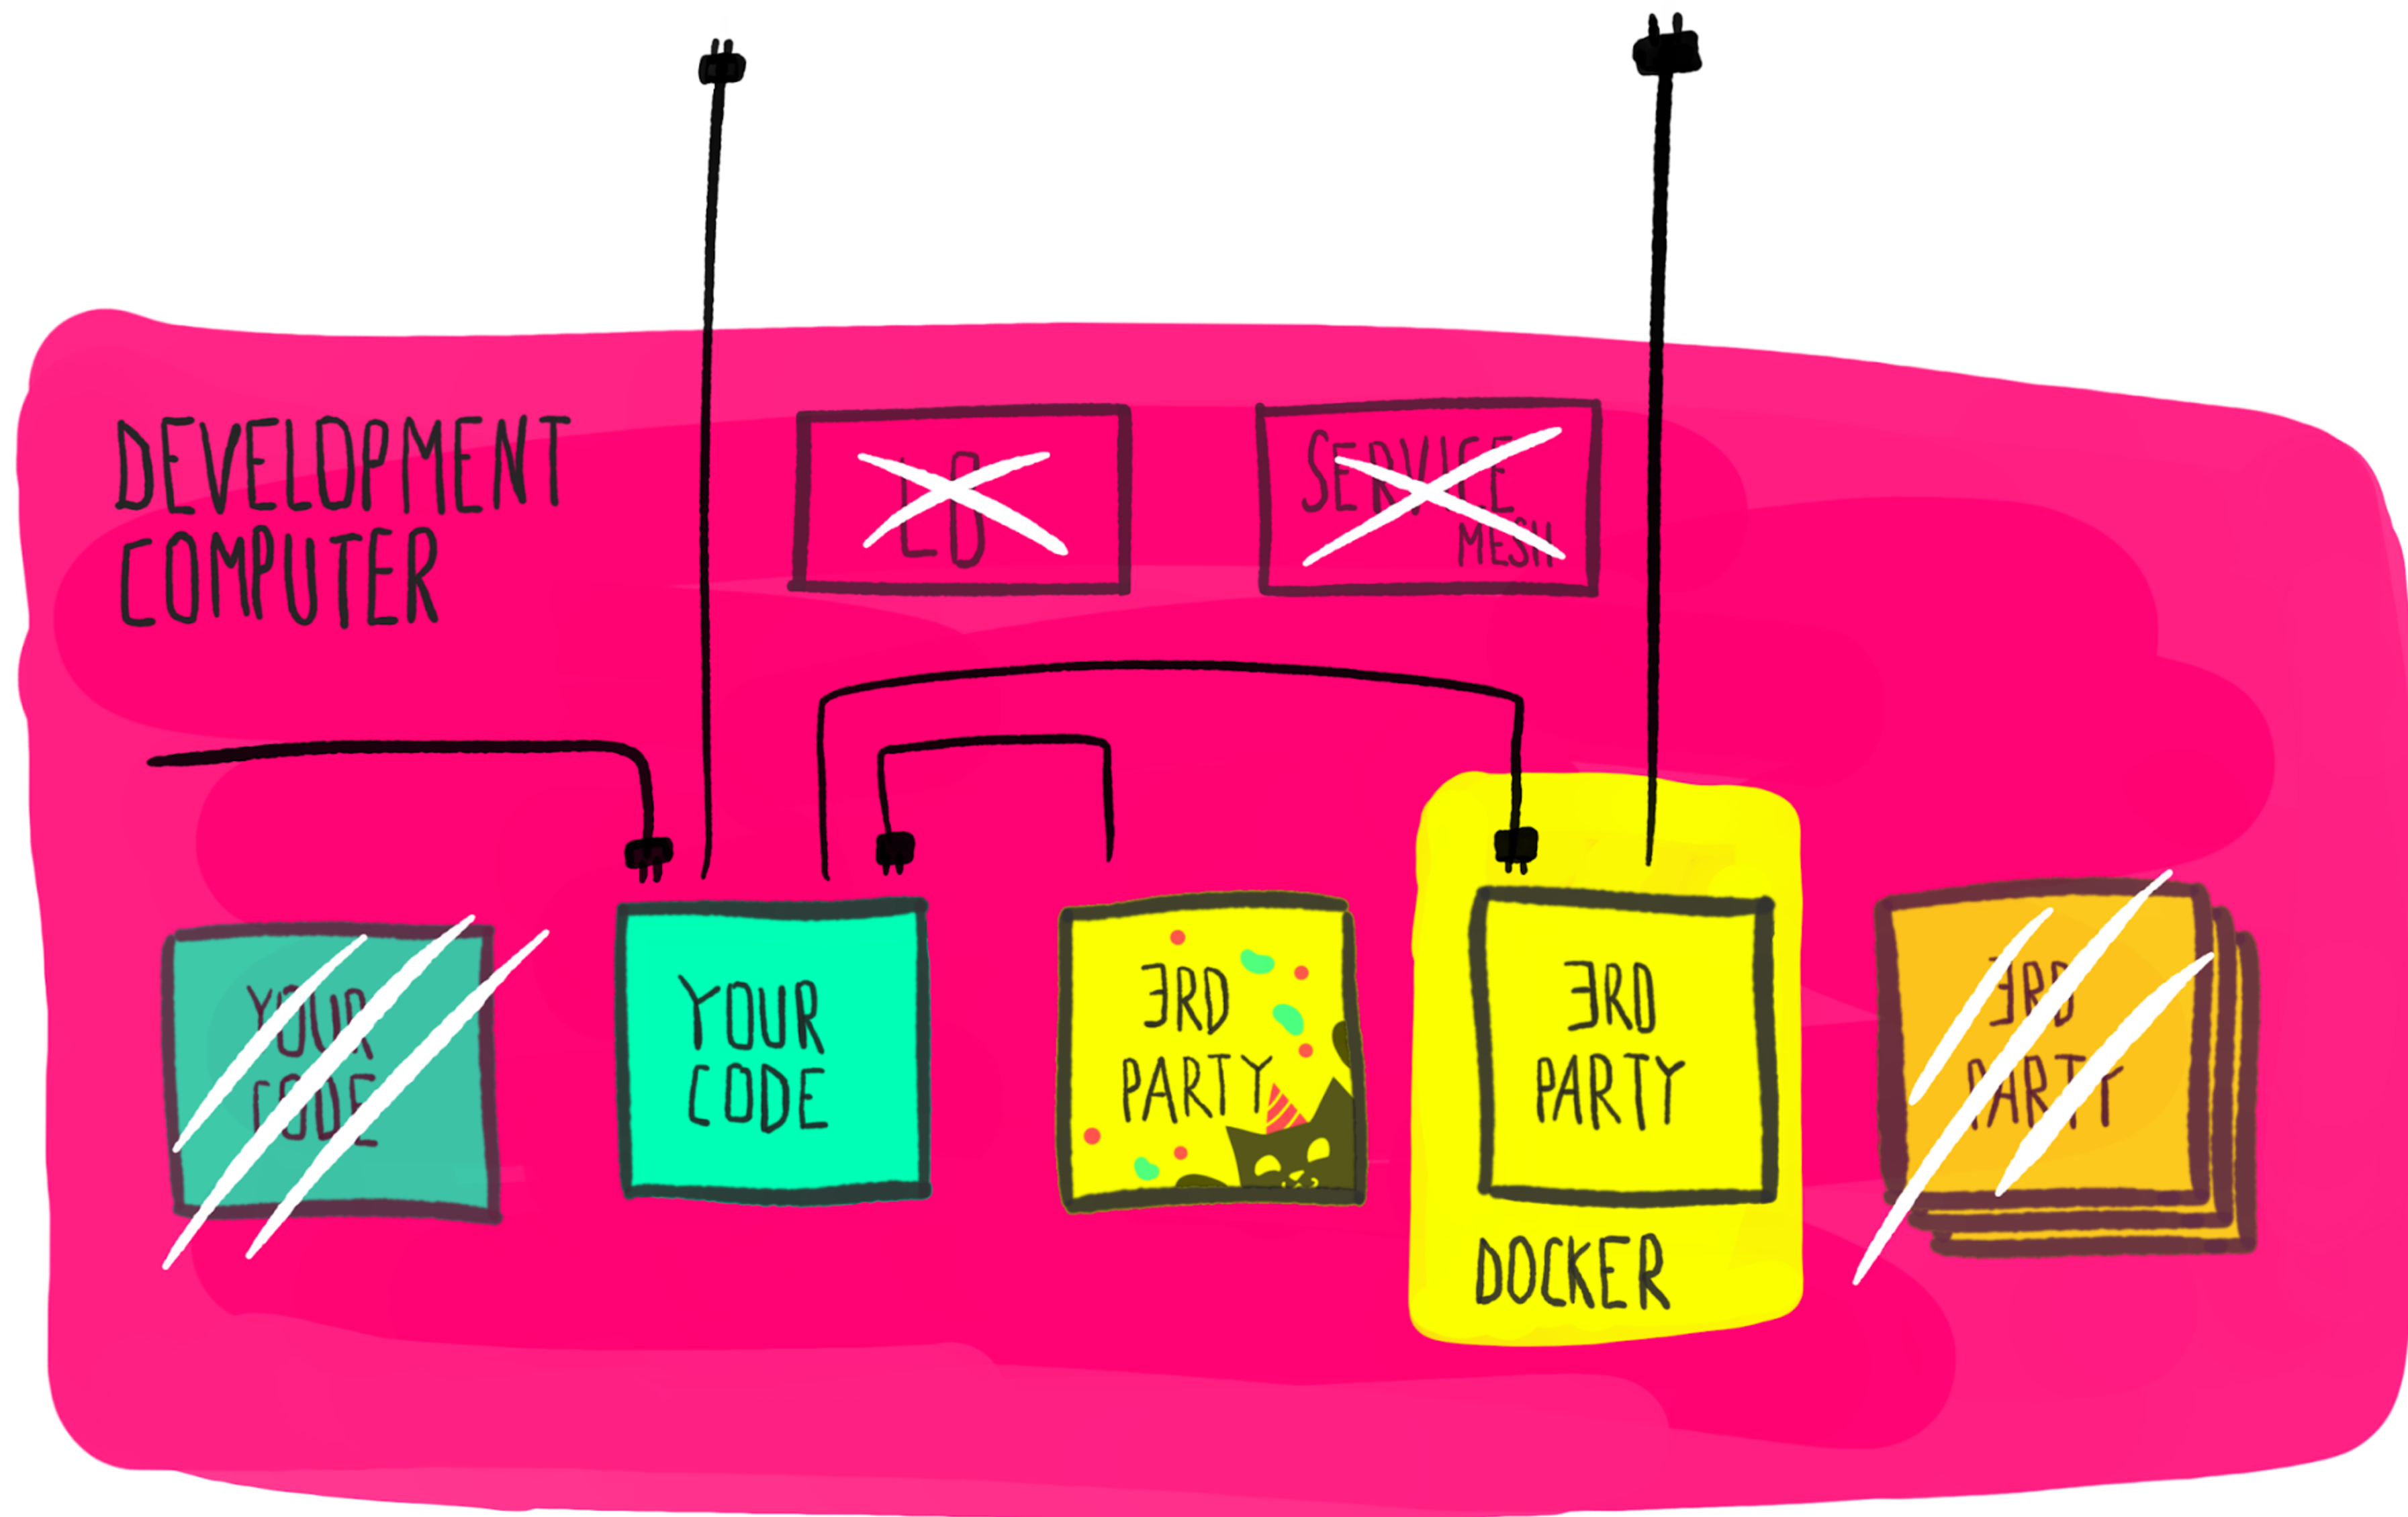 DEVELOPMENT
COMPUTER
LB
SERVICE
MESH
YOUR
CODE
YOUR
CODE
3RD
PARTY
3RD
PARTY
DOCKER
3RD
PARTY